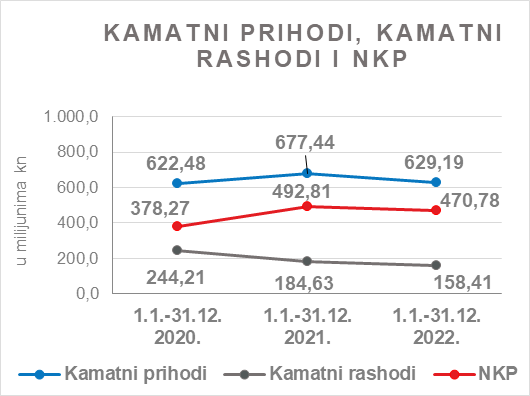 KAMATNI PRIHODI, KAMATNI
RASHODI I NKP
u milijunima kn
1.000,0
800,0
600,0
400,0
200,0
0,0
622,48
677,44
629,19
378,27
492,81
470,78
244,21
184,63
158,41
1.1.-31.12. 1.1.-31.12. 1.1.-31.12.
2020. 2021. 2022.
Kamatni prihodi Kamatni rashodi NKP